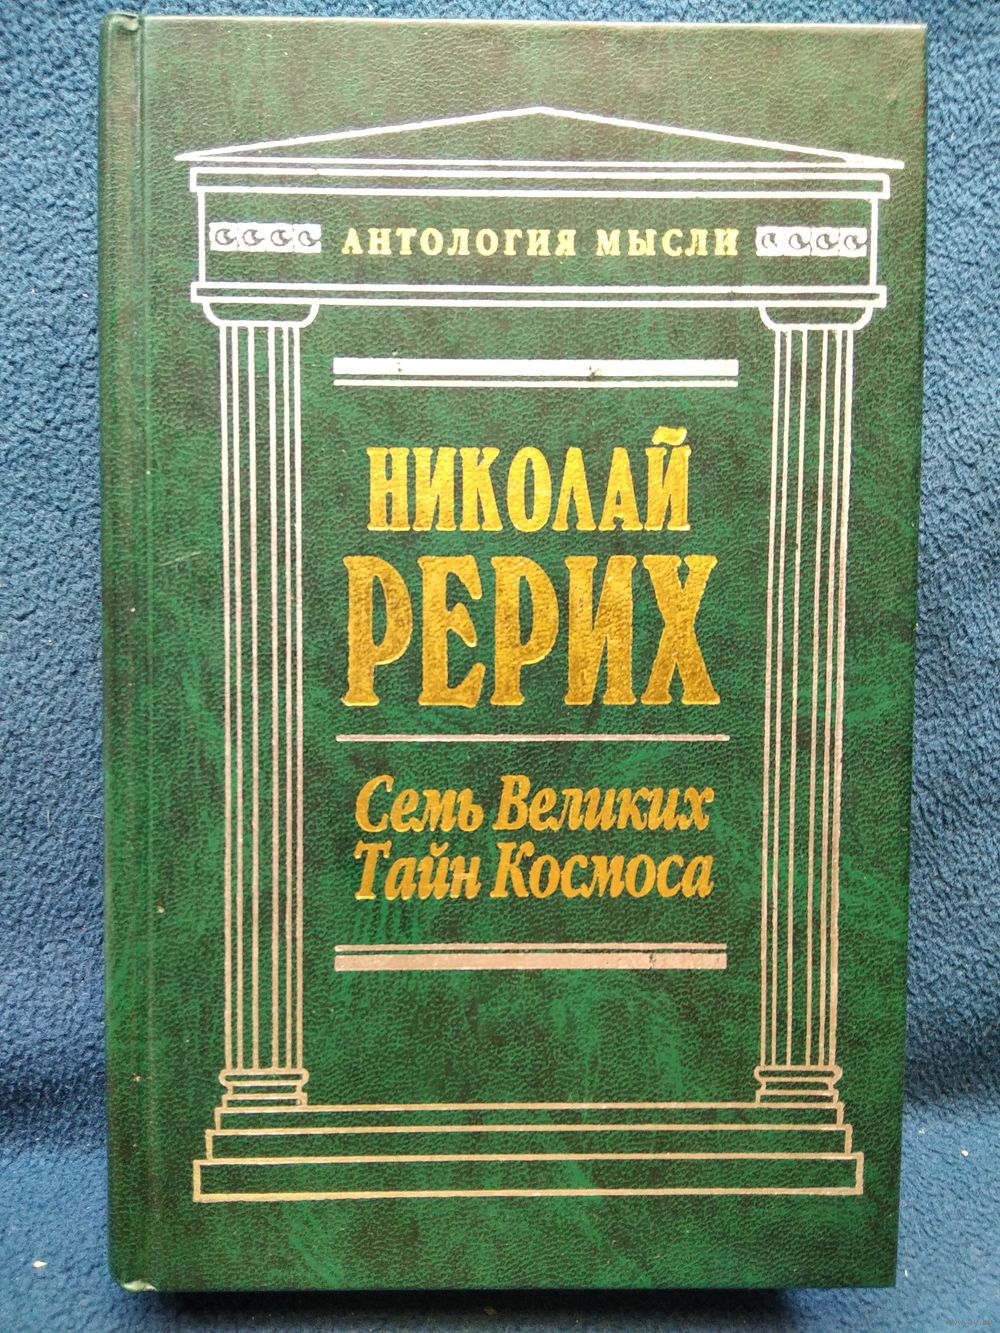 АНТОЛОГИЯ МЫСЛИ
НИКОЛАЙ
РЕРИХ
Семь Великих
Тайн Космоса